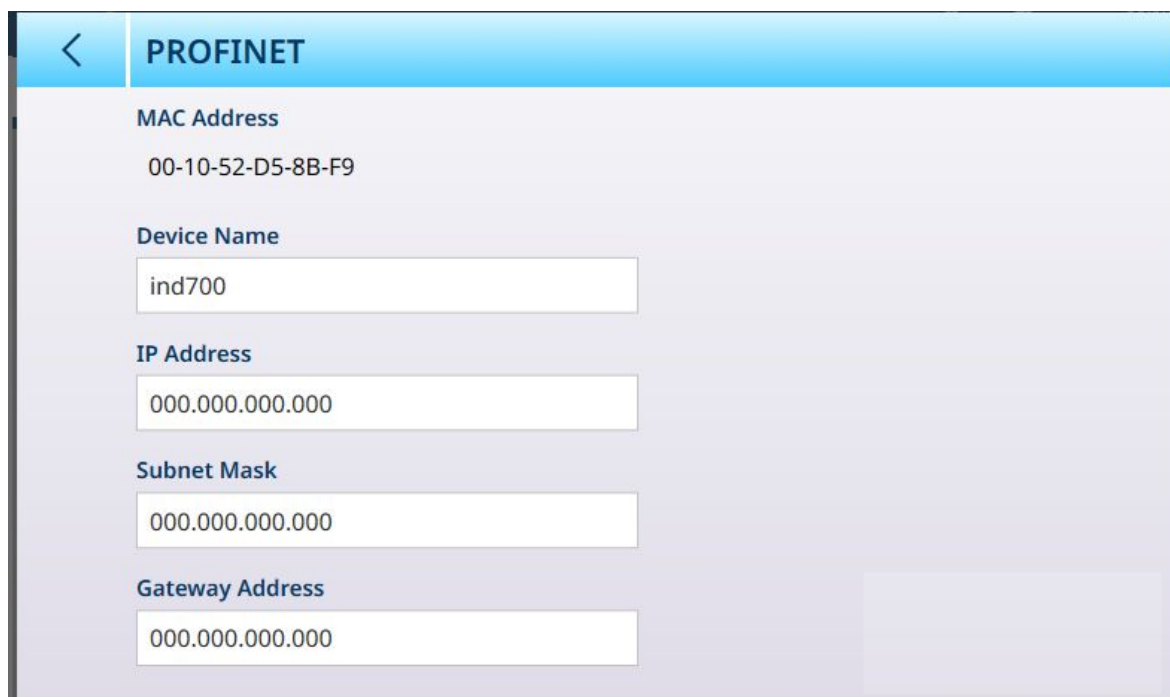 PROFINET
MAC Address
00-10-52-D5-8B-F9
Device Name
ind700
IP Address
000.000.000.000
Subnet Mask
000.000.000.000
Gateway Address
000.000.000.000